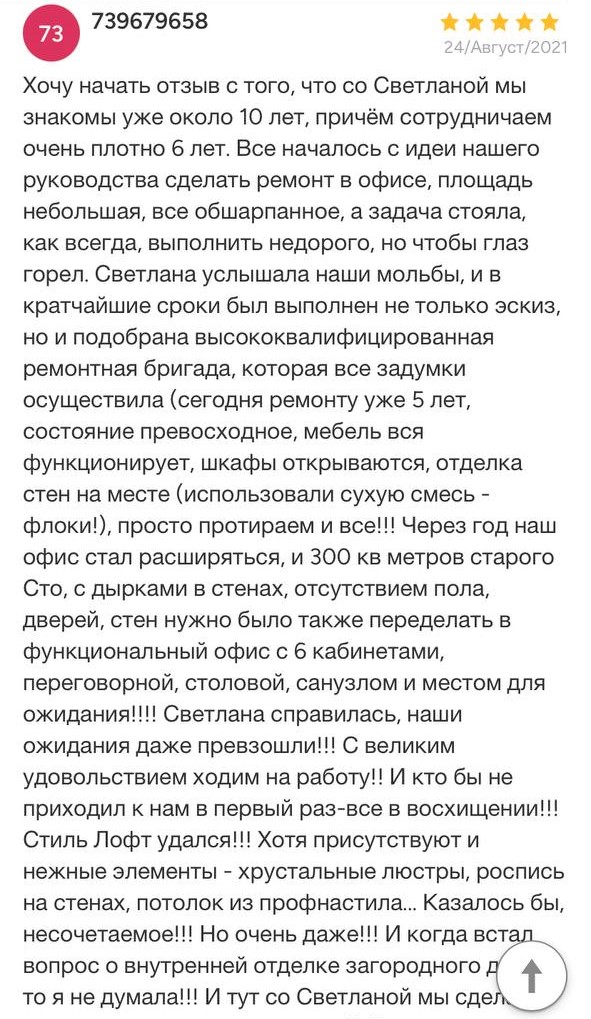 73
739679658
24/Август/2021
Хочу начать отзыв с того, что со Светланой мы
знакомы уже около 10 лет, причём сотрудничаем
очень плотно 6 лет. Все началось с идеи нашего
руководства сделать ремонт в офисе, площадь
небольшая, все обшарпанное, а задача стояла,
как всегда, выполнить недорого, но чтобы глаз
горел. Светлана услышала наши мольбы, и в
кратчайшие сроки был выполнен не только эскиз,
но и подобрана высококвалифицированная
ремонтная бригада, которая все задумки
осуществила (сегодня ремонту уже 5 лет,
состояние превосходное, мебель вся
функционирует, шкафы открываются, отделка
стен на месте (использовали сухую смесь -
флоки!), просто протираем и все!!! Через год наш
офис стал расширяться, и 300 кв метров старого
Сто, с дырками в стенах, отсутствием пола,
дверей, стен нужно было также переделать в
функциональный офис с 6 кабинетами,
переговорной, столовой, санузлом и местом для
ожидания!!!! Светлана справилась, наши
ожидания даже превзошли!!! С великим
удовольствием ходим на работу!! И кто бы не
приходил к нам в первый раз-все в восхищении!!!
Стиль Лофт удался!!! Хотя присутствуют и
нежные элементы - хрустальные люстры, роспись
на стенах, потолок из профнастила... Казалось бы,
несочетаемое!!! Но очень даже!!! И когда встал
вопрос о внутренней отделке загородного
то я не думала!!! И тут со Светланой мы